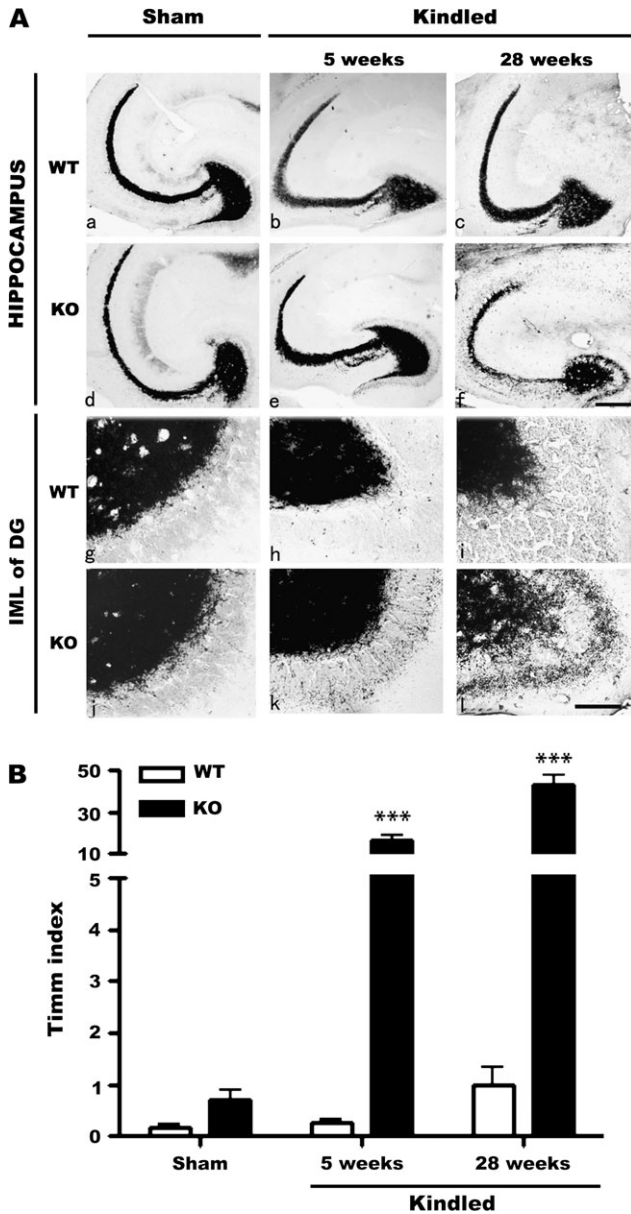 A
Sham Kindled
5 weeks 28 weeks
HIPPOCAMPUS
WT
a b c
KO
d e f
IML of DG
WT
g h i
KO
j k l
B
WT
KO
Timm index
50
30
10
5
4
3
2
1
0
***
***
Sham 5 weeks 28 weeks
Kindled